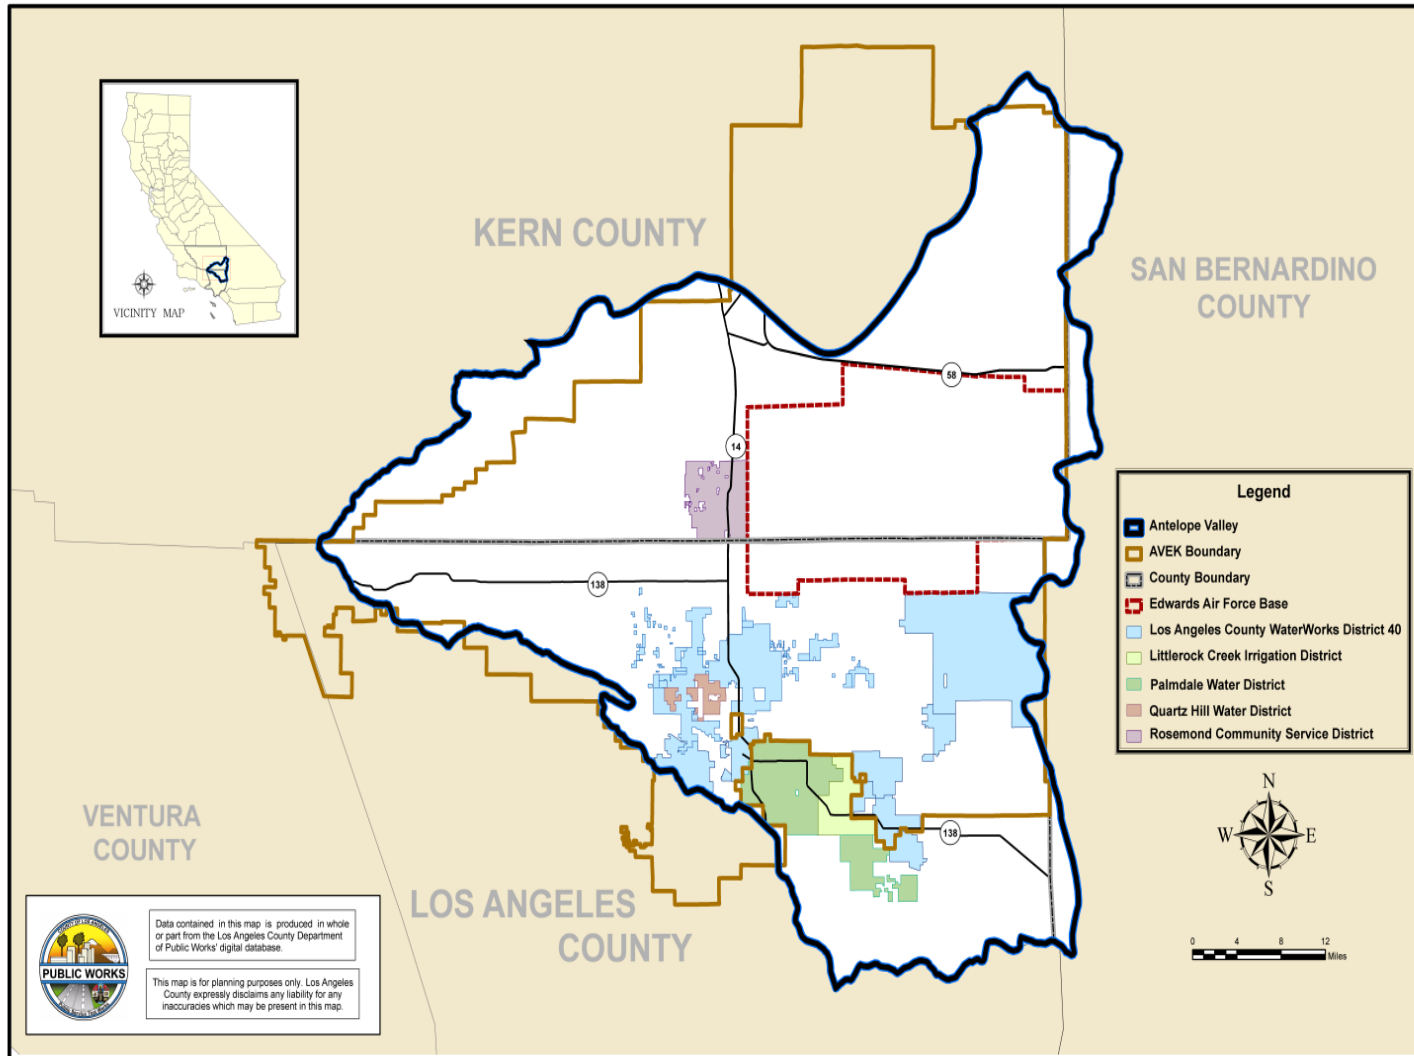 KERN COUNTY
SAN BERNARDINO
COUNTY
VICINITY MAP
58
14
138
138
VENTURA
COUNTY
LOS ANGELES
COUNTY
Legend
Antelope Valley
AVEK Boundary
County Boundary
Edwards Air Force Base
Los Angeles County WaterWorks District 40
Littlerock Creek Irrigation District
Palmdale Water District
Quartz Hill Water District
Rosemond Community Service District
N
W
E
S
0 4 8 12
Miles
COUNTY OF LOS ANGELES
PUBLIC WORKS
Data contained in this map is produced in whole
or part from the Los Angeles County Department
of Public Works' digital database.
This map is for planning purposes only. Los Angeles
County expressly disclaims any liability for any
inaccuracies which may be present in this map.